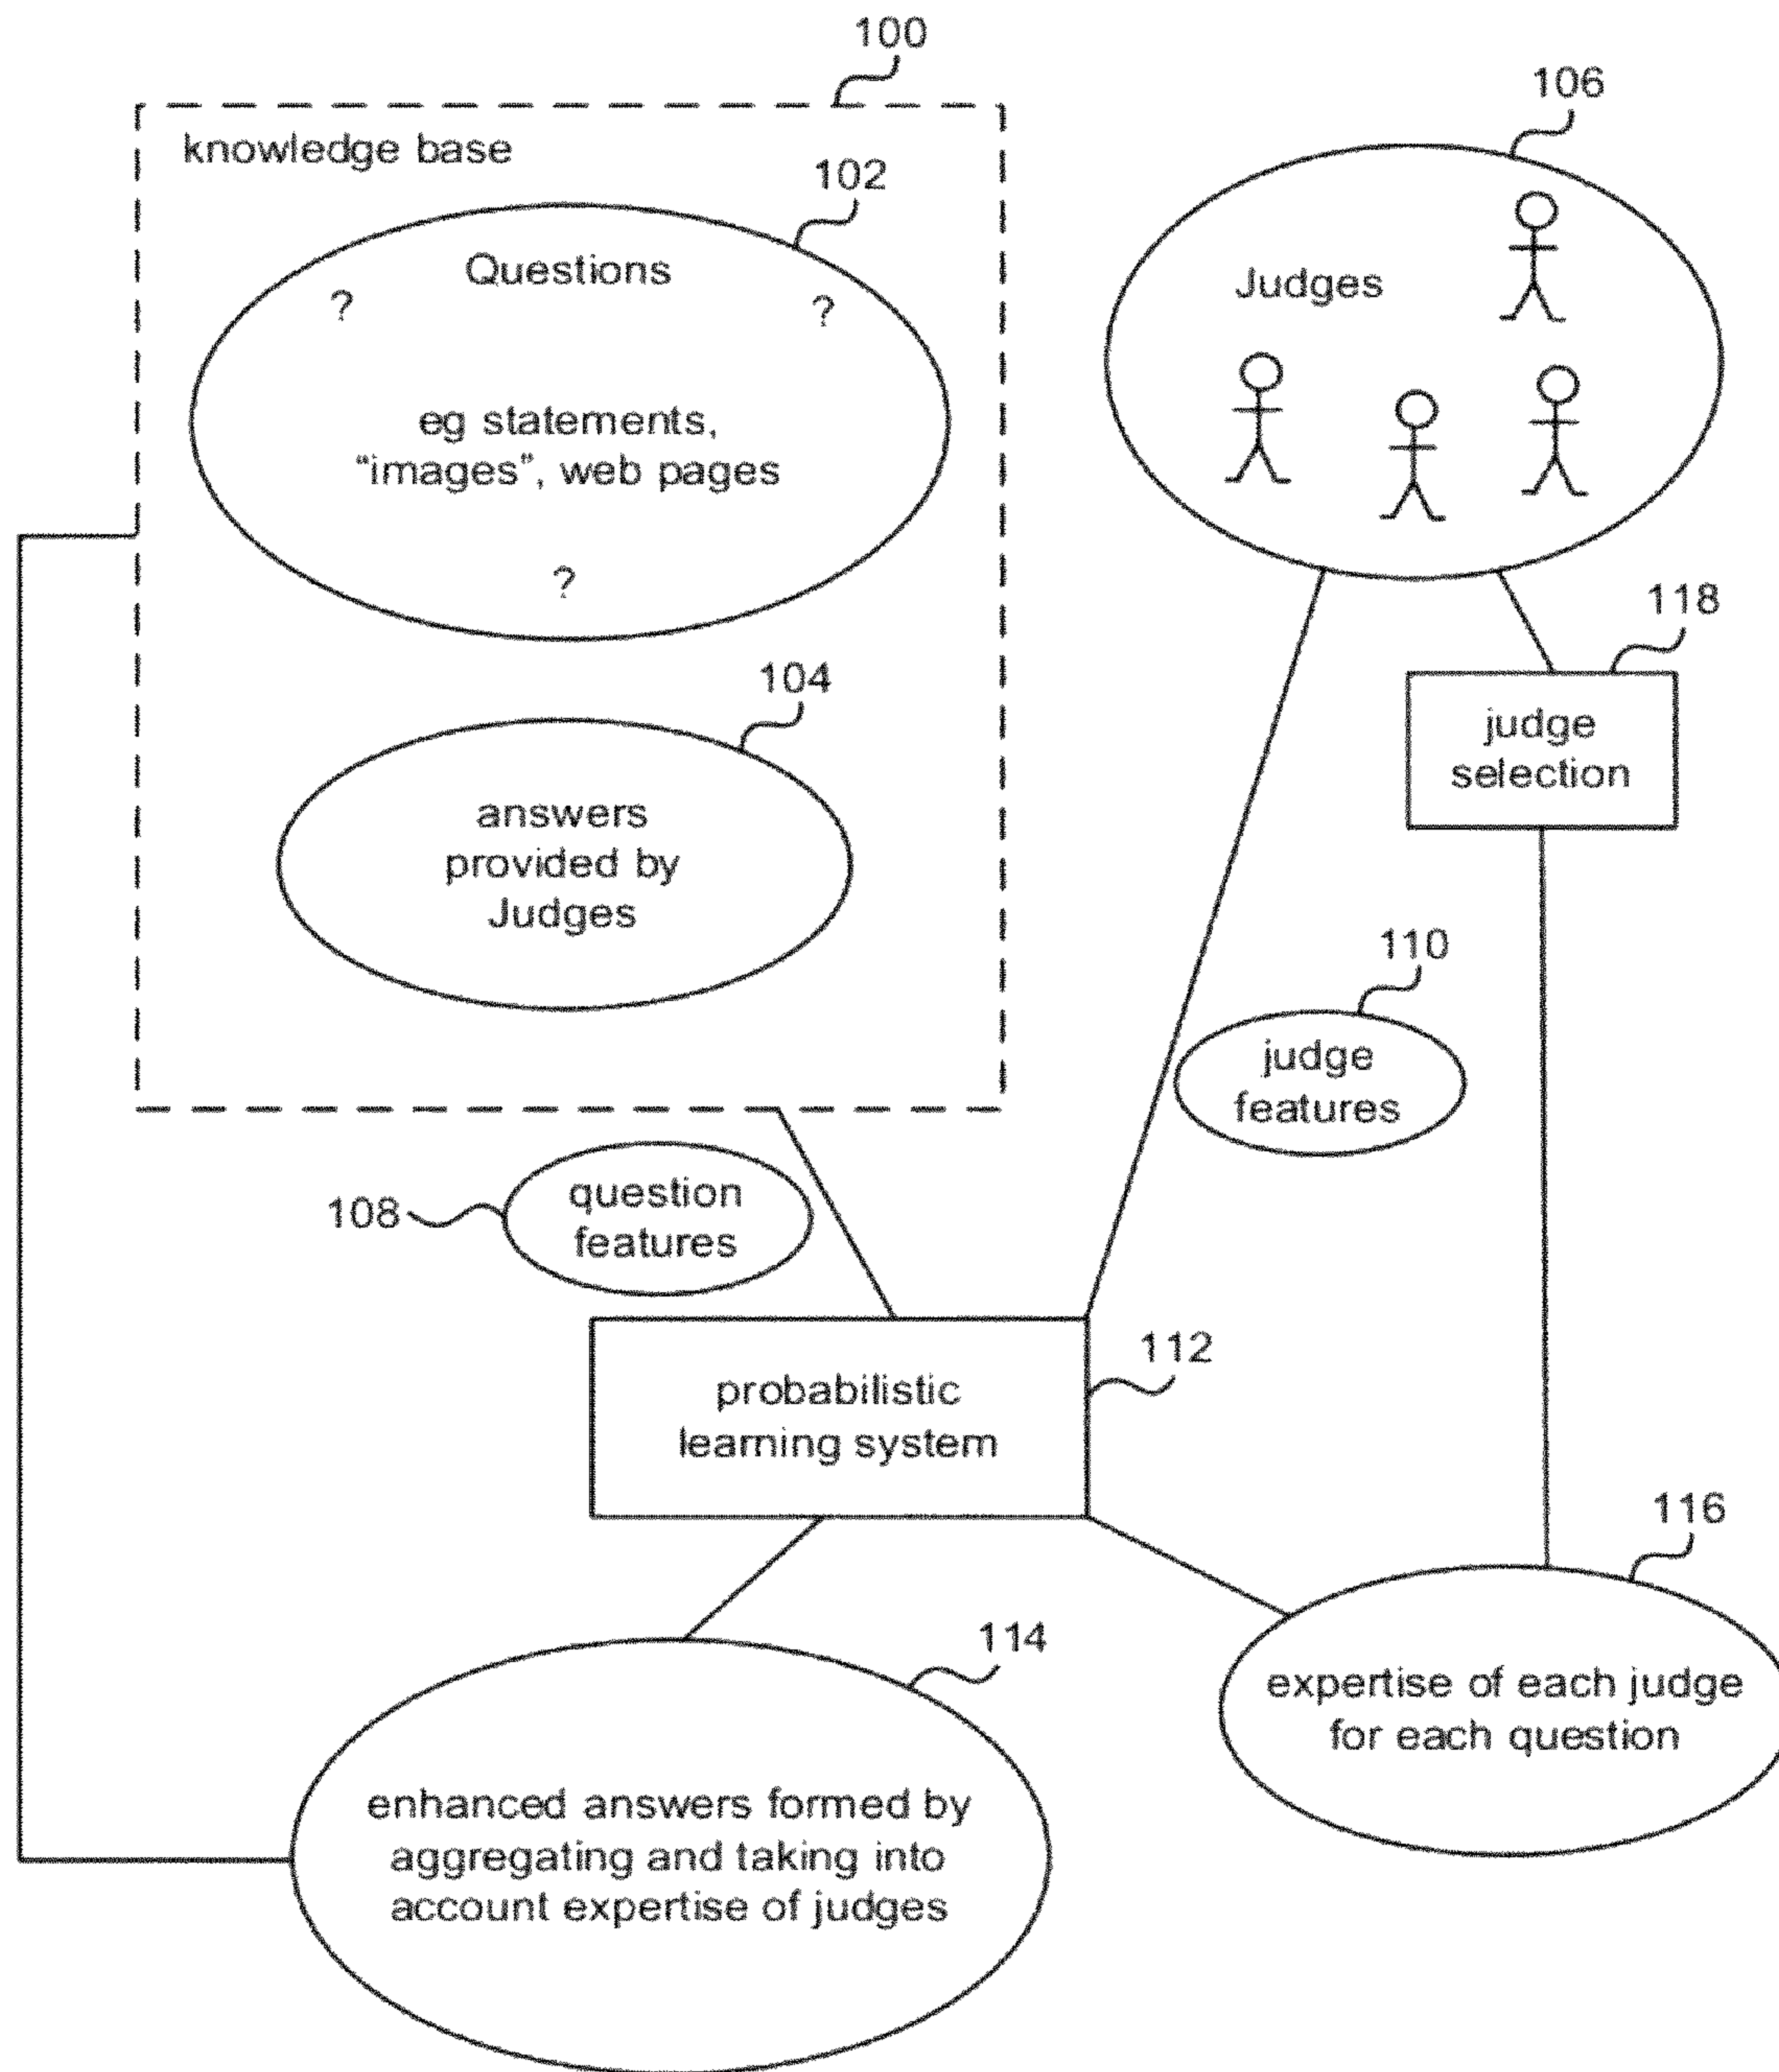 100
knowledge base
102
Questions
?
?
eg statements,
“images”, web pages
?
104
answers
provided by
Judges
106
Judges
118
judge
selection
110
judge
features
108
question
features
112
probabilistic
learning system
116
expertise of each judge
for each question
114
enhanced answers formed by
aggregating and taking into
account expertise of judges